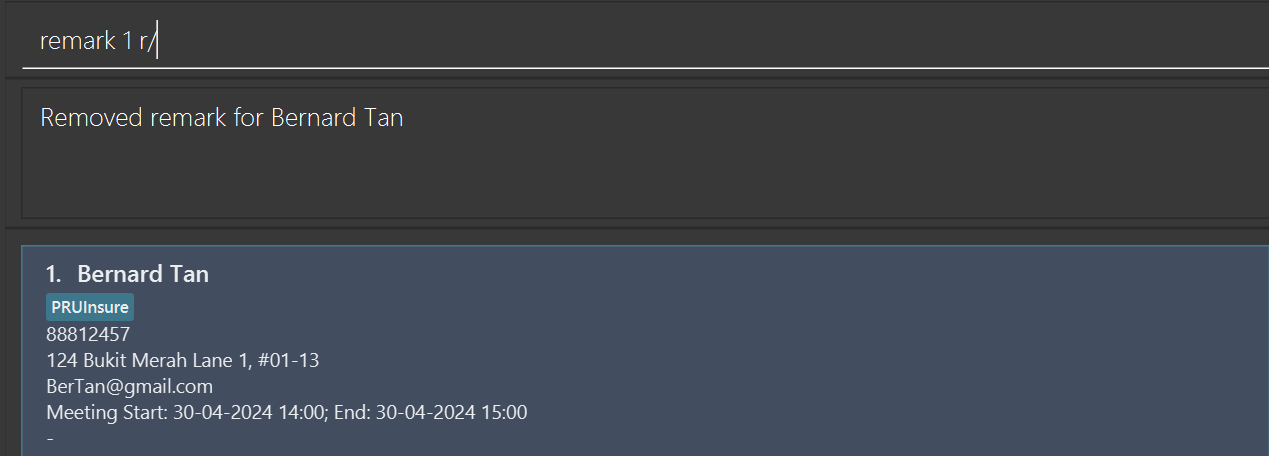 remark 1 r/
Removed remark for Bernard Tan
1. Bernard Tan
PRUInsure
88812457
124 Bukit Merah Lane 1, #01-13
BerTan@gmail.com
Meeting Start: 30-04-2024 14:00; End: 30-04-2024 15:00
-